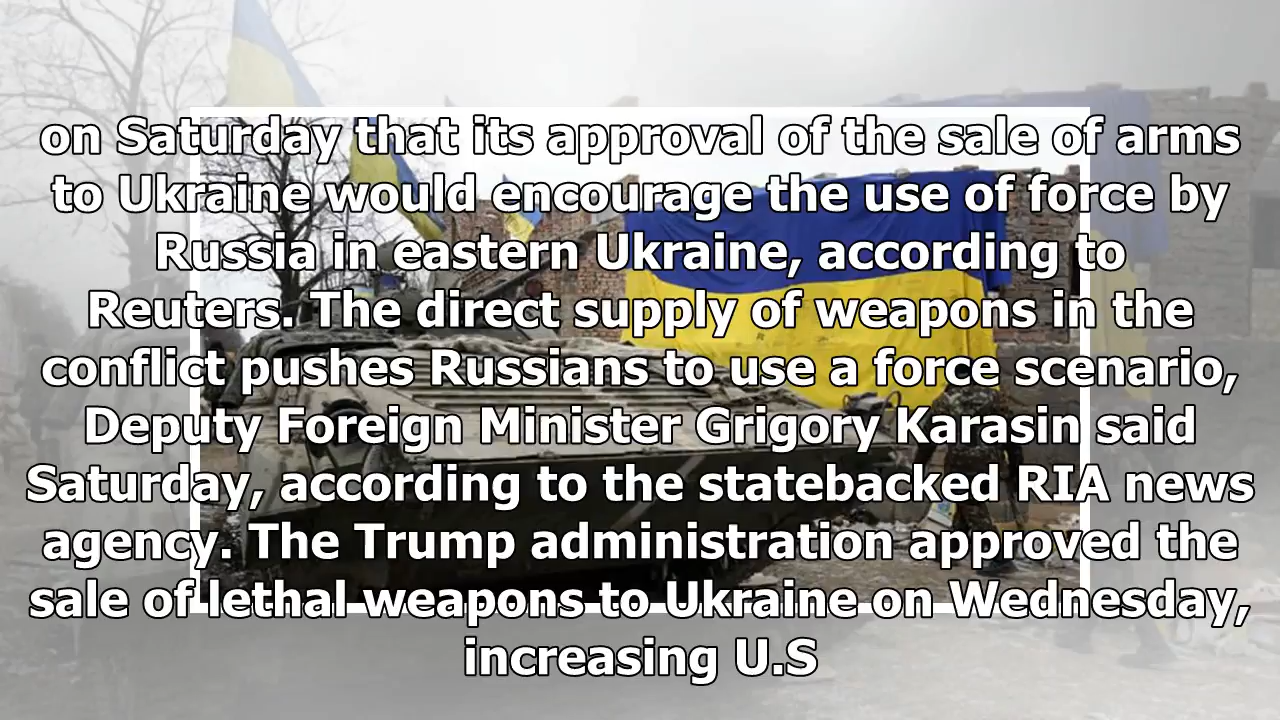 on Saturday that its approval of the sale of arms
to Ukraine would encourage the use of force by
Russia in eastern Ukraine, according to
Reuters. The direct supply of weapons in the
conflict pushes Russians to use a force scenario,
Deputy Foreign Minister Grigory Karasin said
Saturday, according to the statebacked RIA news
agency. The Trump administration approved the
sale of lethal weapons to Ukraine on Wednesday,
increasing U.S